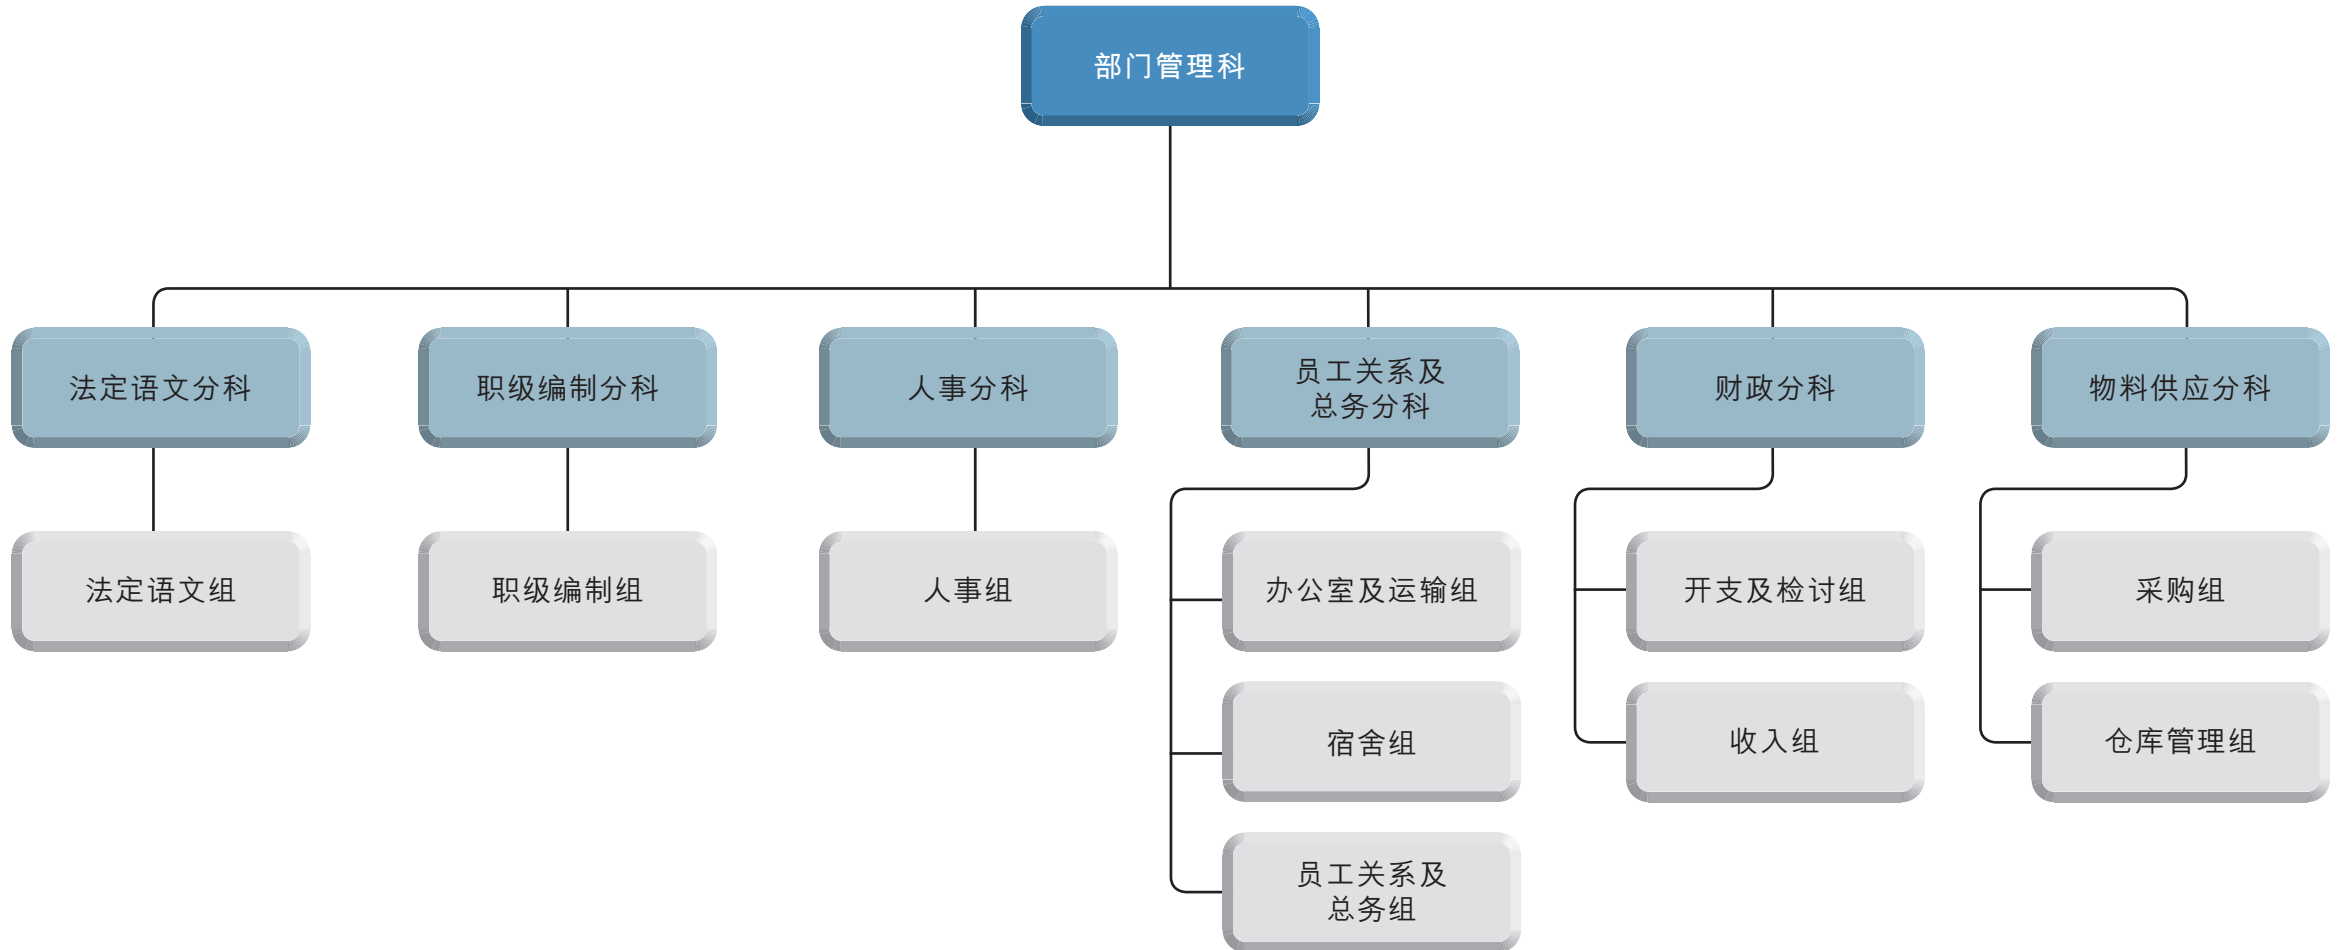 部门管理科
法定语文分科
职级编制分科
人事分科
员工关系及
总务分科
财政分科
物料供应分科
法定语文组
职级编制组
人事组
办公室及运输组
开支及检讨组
采购组
宿舍组
收入组
仓库管理组
员工关系及
总务组